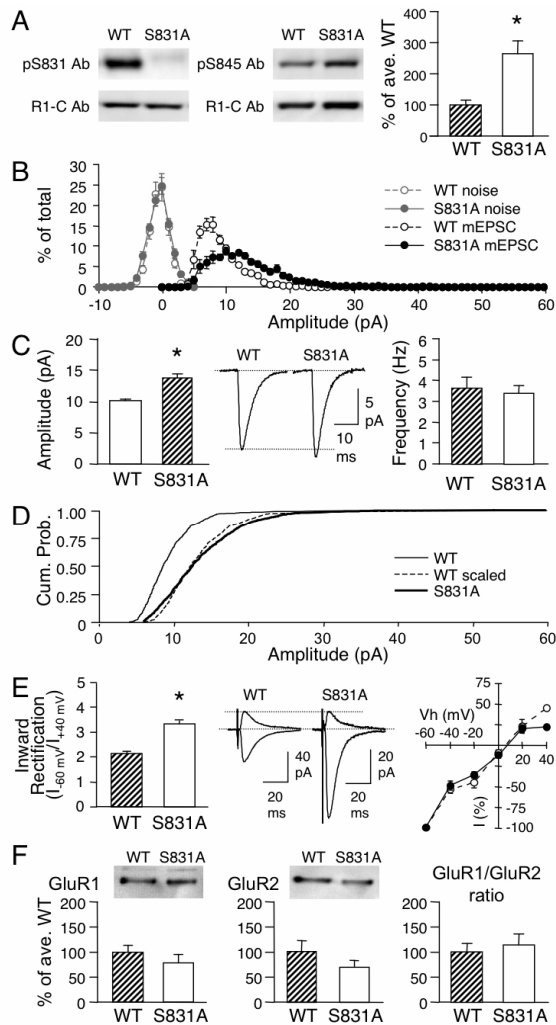 A
WT S831A
pS831 Ab
R1-C Ab
WT S831A
pS845 Ab
R1-C Ab
% of ave. WT
400
300
200
100
0
*
WT S831A
B
% of total
30
25
20
15
10
5
0
-10 0 10 20 30 40 50 60
Amplitude (pA)
WT noise
S831A noise
WT mEPSC
S831A mEPSC
C
Amplitude (pA)
20
15
10
5
0
*
WT S831A
WT S831A
5
pA
10
ms
Frequency (Hz)
6
5
4
3
2
1
0
WT S831A
D
Cum. Prob.
1.00
0.75
0.50
0.25
0
0 10 20 30 40 50 60
Amplitude (pA)
WT
WT scaled
S831A
E
Inward
Rectification
(I-60 mV/I+40 mV)
5
4
3
2
1
0
*
WT S831A
WT
40
pA
20
ms
S831A
20
pA
20
ms
Vh (mV)
-60 -20
75
50
25
20 40
-50
-75
-100
I (%)
F
WT S831A
GluR1
% of ave. WT
200
150
100
50
0
WT S831A
WT S831A
GluR2
200
150
100
50
0
WT S831A
GluR1/GluR2
ratio
200
150
100
50
0
WT S831A